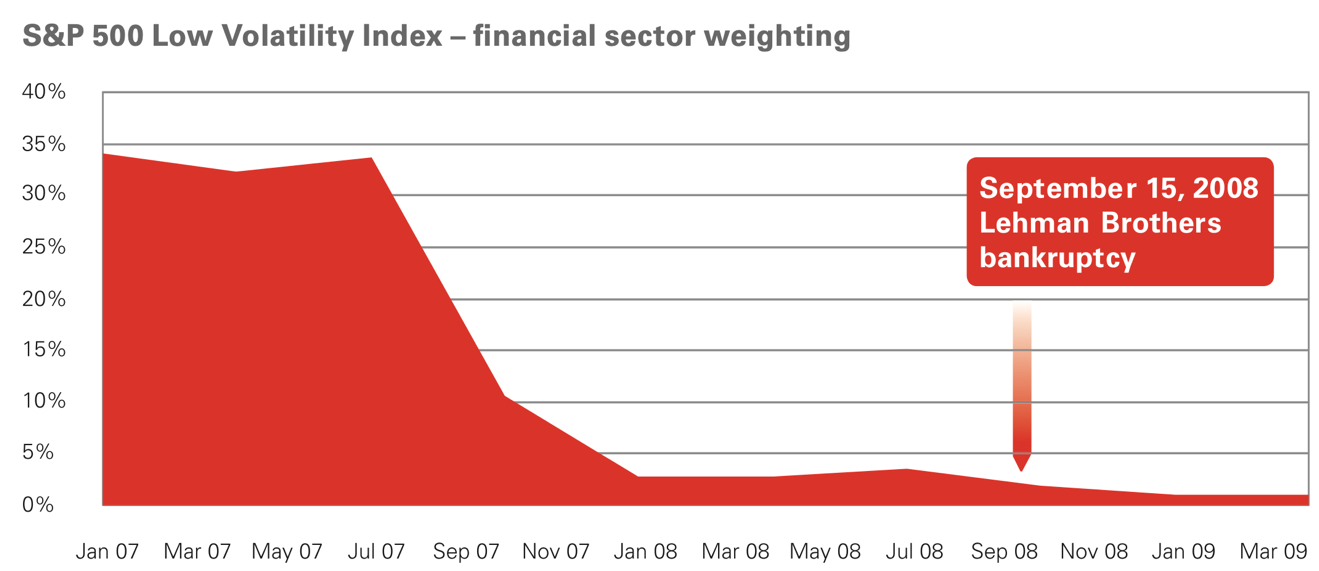 S&P 500 Low Volatility Index – financial sector weighting
40%
35%
30%
25%
20%
15%
10%
5%
0%
September 15, 2008
Lehman Brothers
bankruptcy
Jan 07 Mar 07 May 07 Jul 07 Sep 07 Nov 07 Jan 08 Mar 08 May 08 Jul 08 Sep 08 Nov 08 Jan 09 Mar 09